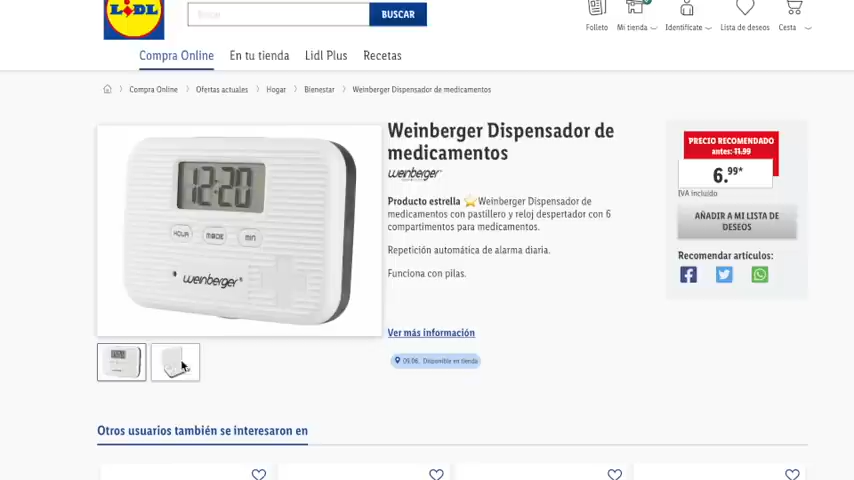 LIDL
Buscar
BUSCAR
Folleto
Mi tienda
Identifícate
Lista de deseos
Cesta
Compra Online
En tu tienda
Lidl Plus
Recetas
Compra Online
Ofertas actuales
Hogar
Bienestar
Weinberger Dispensador de medicamentos
12:20
HOUR
MODE
MIN
weinberger
Weinberger Dispensador de
medicamentos
weinberger
Producto estrella ⭐Weinberger Dispensador de
medicamentos con pastillero y reloj despertador con 6
compartimentos para medicamentos.
Repetición automática de alarma diaria.
Funciona con pilas.
Ver más información
09.06. Disponible en tienda
PRECIO RECOMENDADO
antes: 11.99
6.99*
IVA incluido
AÑADIR A MI LISTA DE
DESEOS
Recomendar artículos:
Otros usuarios también se interesaron en